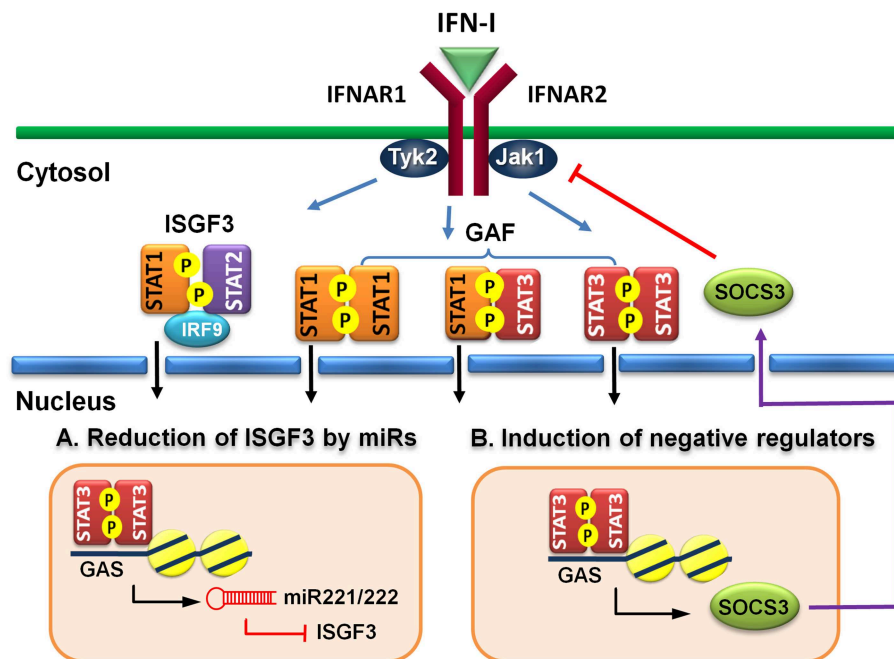 IFN-I
IFNAR1
IFNAR2
Tyk2
Jak1
Cytosol
ISGF3
GAF
STAT1
P
P
STAT2
IRF9
STAT1
P
P
STAT1
STAT1
P
P
STAT3
STAT3
P
P
STAT3
SOCS3
Nucleus
A. Reduction of ISGF3 by miRs
B. Induction of negative regulators
STAT3
P
P
STAT3
GAS
miR221/222
ISGF3
STAT3
P
P
STAT3
GAS
SOCS3